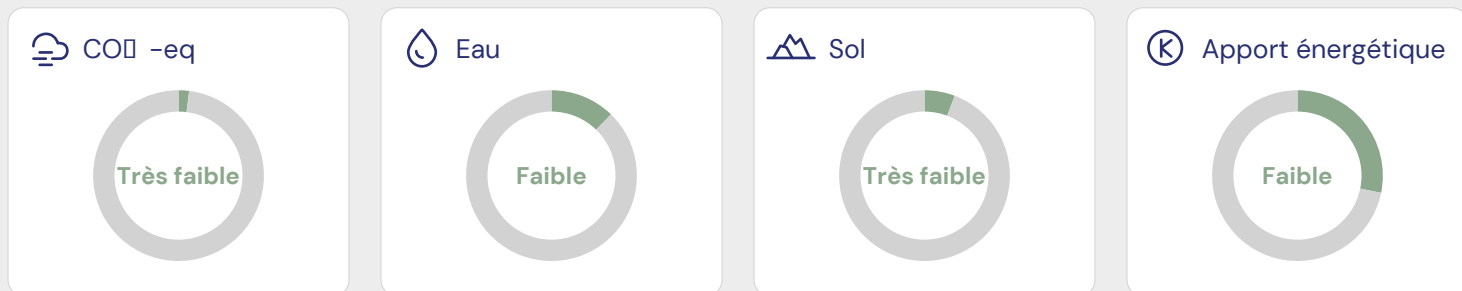 CO▯ -eq
Très faible
Eau
Faible
Sol
Très faible
Apport énergétique
Faible